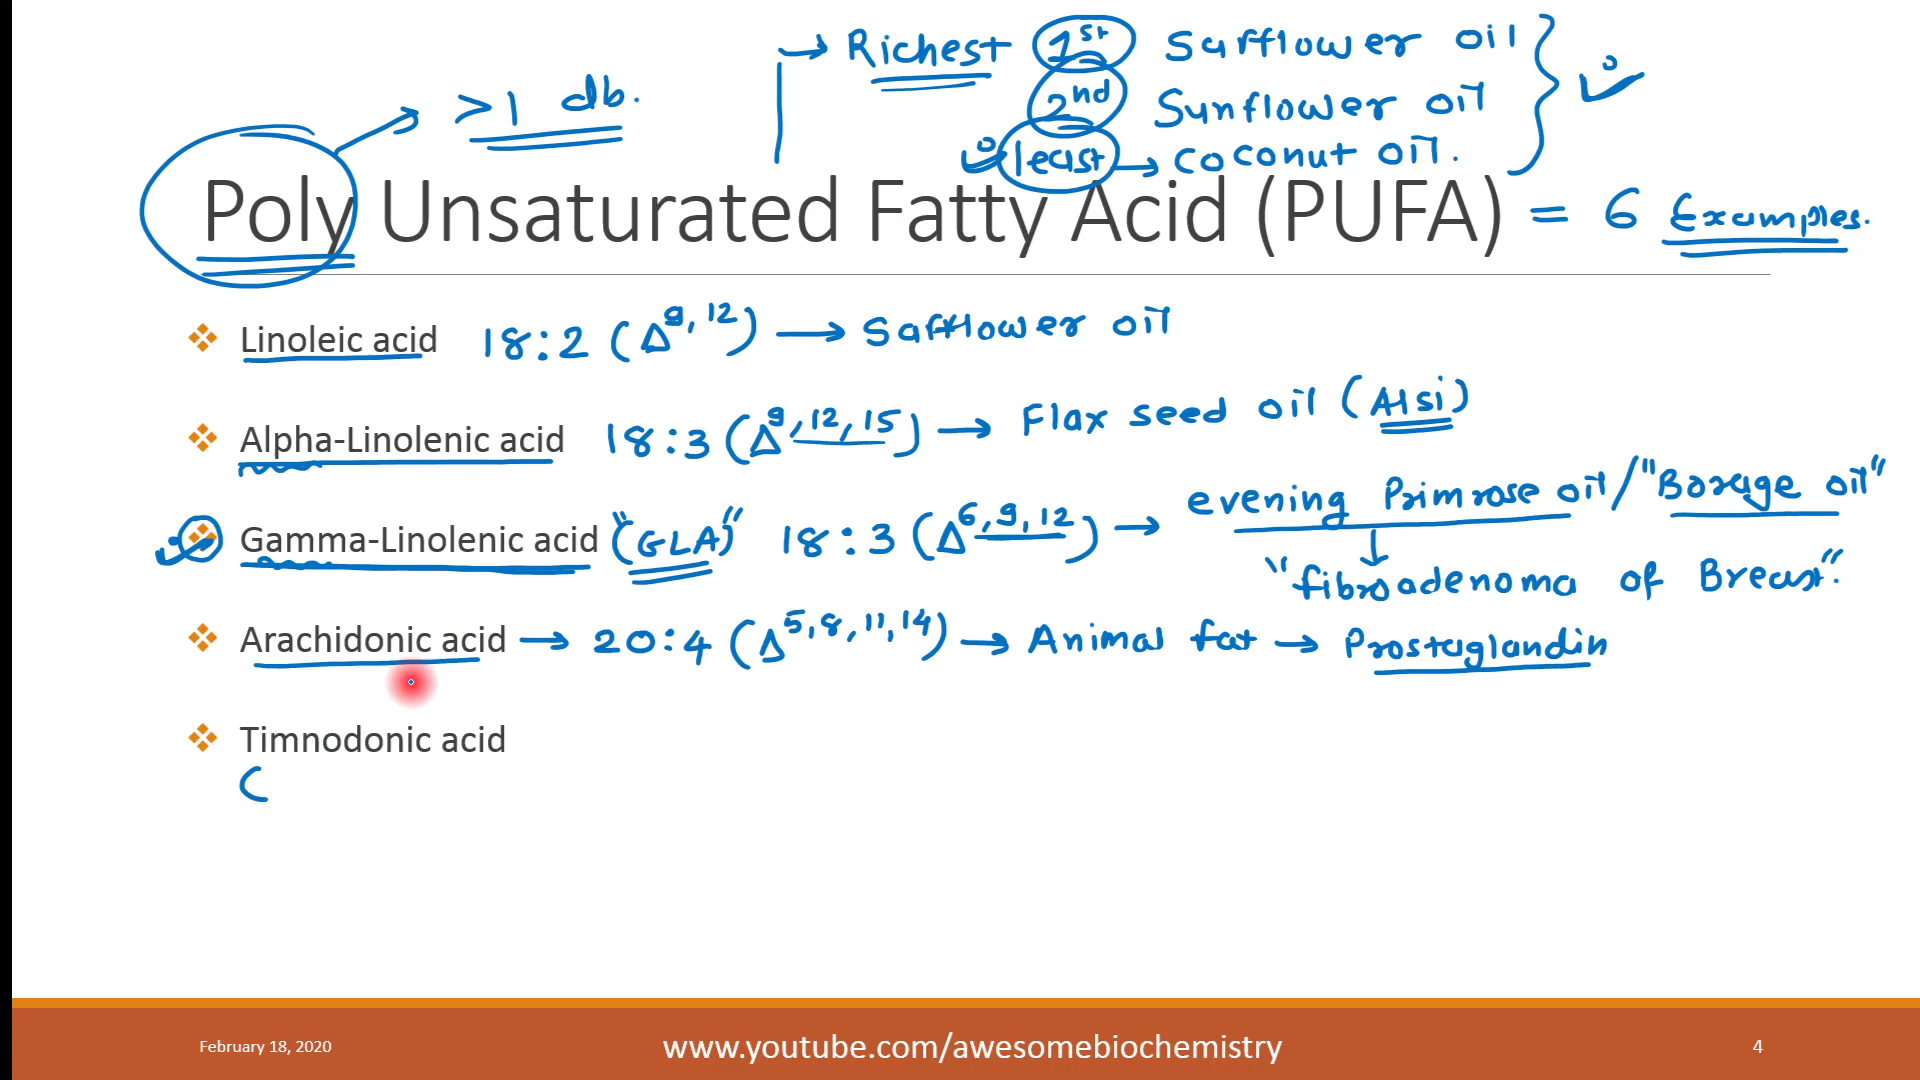 → Richest 1st Safflower oil
>1 db. 2nd Sunflower oil
least → coconut oil.
Poly Unsaturated Fatty Acid (PUFA) = 6 Examples.
Linoleic acid 18:2 (Δ9,12) → Safflower oil
Alpha-Linolenic acid 18:3 (Δ9,12,15) → Flax seed oil (Alsi)
Gamma-Linolenic acid "(GLA)" 18:3 (Δ6,9,12) → evening Primrose oil/"Borage oil"
"fibroadenoma of Breast".
Arachidonic acid → 20:4 (Δ5,8,11,14) → Animal fat → Prostaglandin
Timnodonic acid
(
February 18, 2020 www.youtube.com/awesomebiochemistry 4